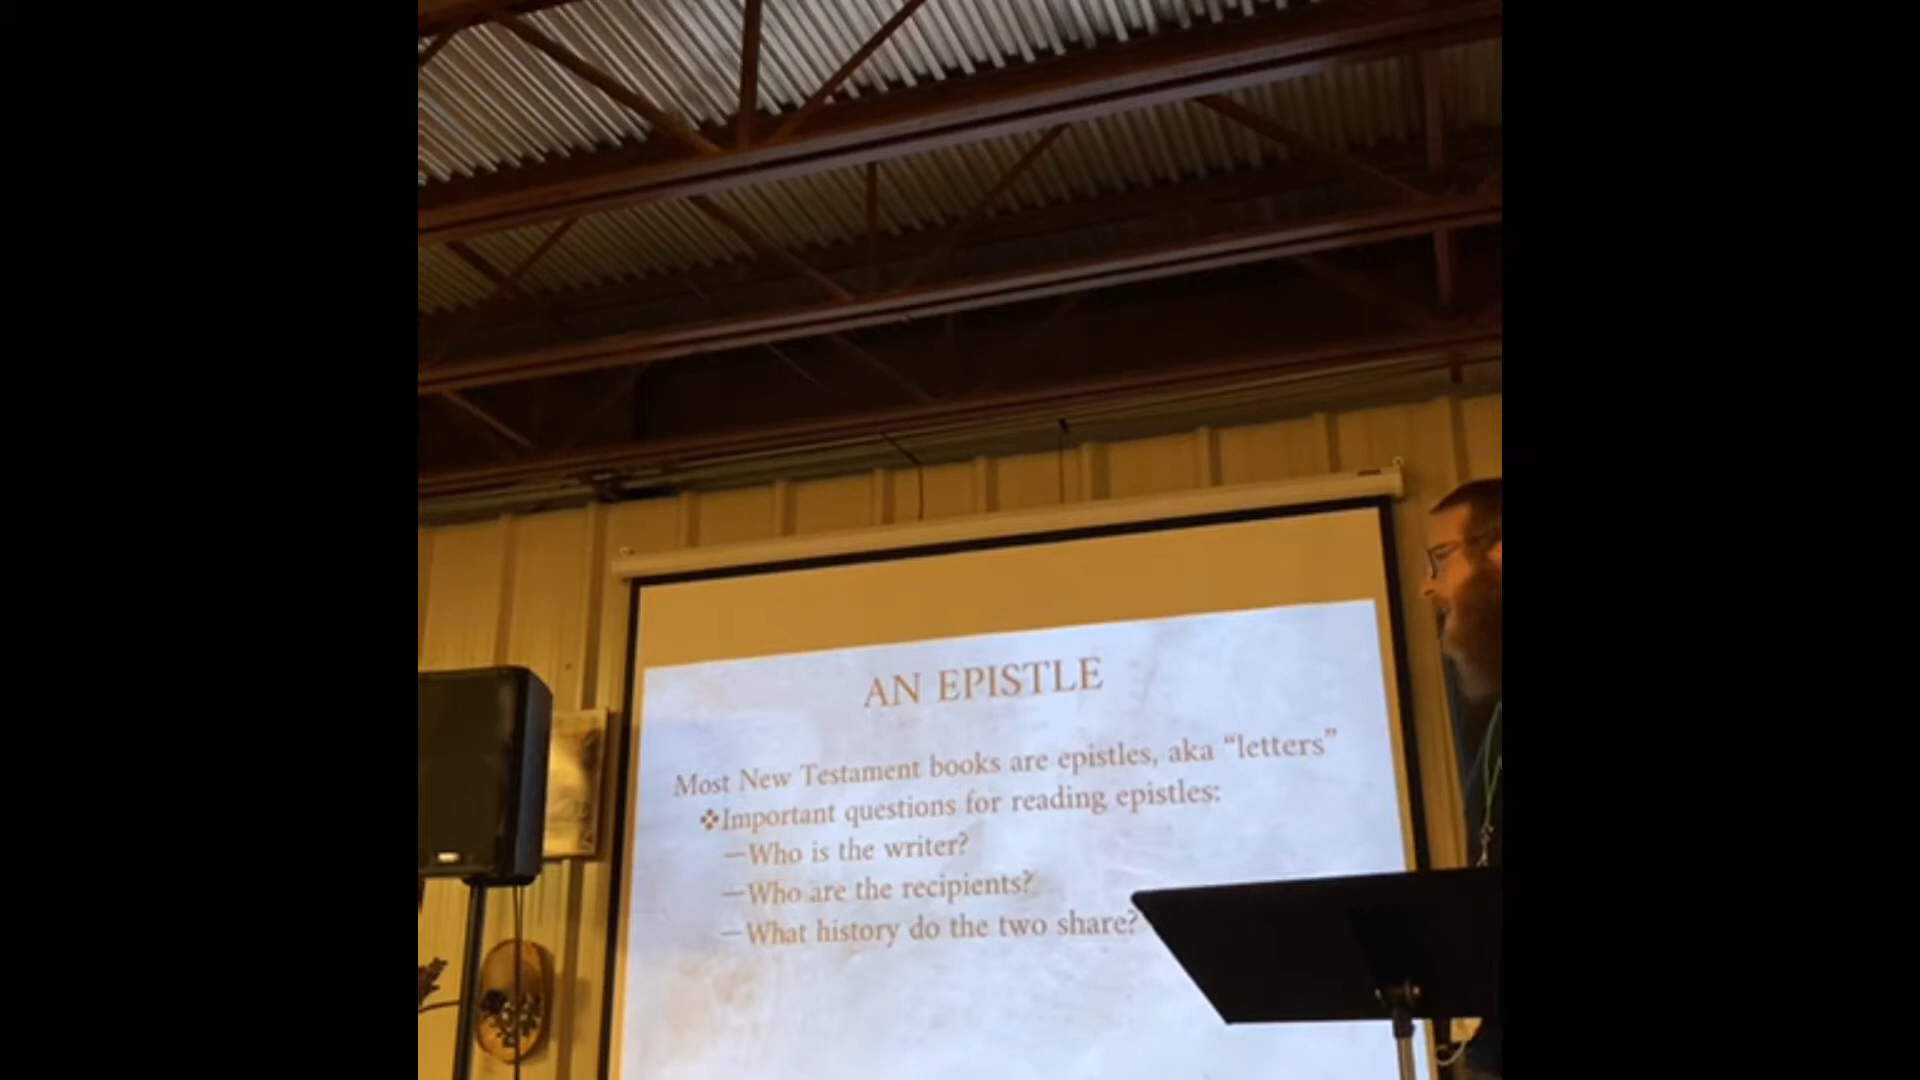 AN EPISTLE
Most New Testament books are epistles, aka “letters”
❖Important questions for reading epistles:
—Who is the writer?
—Who are the recipients?
—What history do the two share?